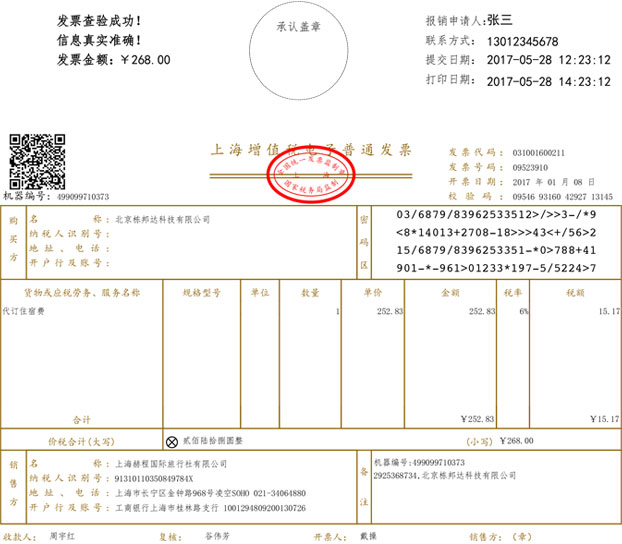 发票查验成功！
信息真实准确！
发票金额：￥268.00
承认盖章
报销申请人：张三
联系方式： 13012345678
提交日期： 2017-05-28 12:23:12
打印日期： 2017-05-28 14:23:12
上海增值税电子普通发票
全国统一发票监制章
上 海
国家税务局监制
发票代码： 031001600211
发票号码： 09523910
开票日期： 2017 年 01 月 08 日
校验码： 09546 93160 42927 13145
机器编号： 499099710373
购买方
名 称： 北京栋邦达科技有限公司
纳税人识别号：
地址、电话：
开户行及账号：
密码区
03/6879/83962533512>/>>3-/*9
<8*14013+2708-18>>>43<+/56>2
15/6879/8396253351-*0>788+41
901-*-961>01233*197-5/5224>7
货物或应税劳务、服务名称 规格型号 单位 数量 单价 金额 税率 税额
代订住宿费 1 252.83 252.83 6% 15.17
合计 ￥252.83 ￥15.17
价税合计(大写) 贰佰陆拾捌圆整 (小写) ￥268.00
销售方
名 称： 上海赫程国际旅行社有限公司
纳税人识别号： 91310110350849784X
地址、电话： 上海市长宁区金钟路968号凌空SOHO 021-34064880
开户行及账号： 工商银行上海市桂林路支行 1001294809200130726
备注
机器编号:499099710373
2925368734,北京栋邦达科技有限公司
收款人： 周宇红 复核： 谷伟芳 开票人： 戴操 销售方：（章）